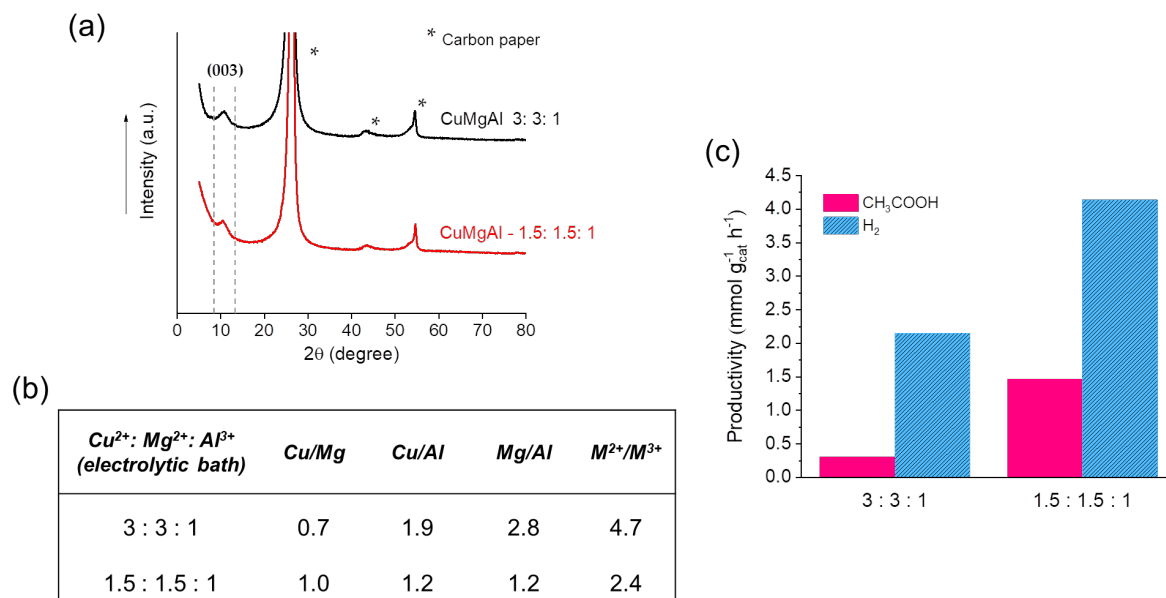 (a)
* Carbon paper
(003)
*
*
*
CuMgAl 3: 3: 1
CuMgAl - 1.5: 1.5: 1
Intensity (a.u.)
0 10 20 30 40 50 60 70 80
2θ (degree)
(b)
Cu²⁺: Mg²⁺: Al³⁺ (electrolytic bath) Cu/Mg Cu/Al Mg/Al M²⁺/M³⁺
3 : 3 : 1 0.7 1.9 2.8 4.7
1.5 : 1.5 : 1 1.0 1.2 1.2 2.4
(c)
Productivity (mmol g⁻¹cat h⁻¹)
4.5
4.0
3.5
3.0
2.5
2.0
1.5
1.0
0.5
0.0
CH₃COOH
H₂
3 : 3 : 1 1.5 : 1.5 : 1